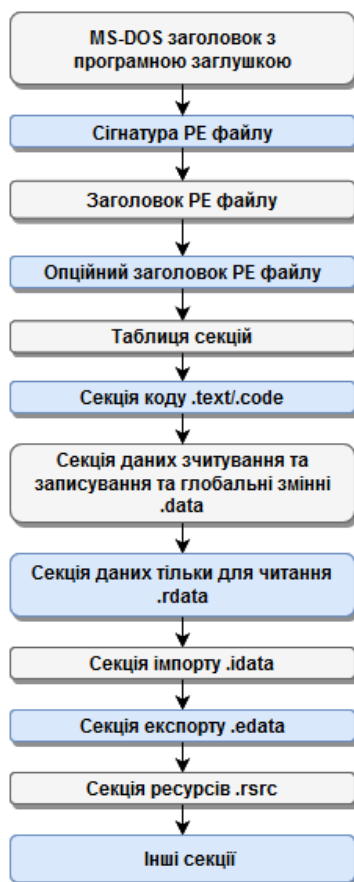 MS-DOS заголовок з
програмною заглушкою
Сігнатура PE файлу
Заголовок PE файлу
Опційний заголовок PE файлу
Таблиця секцій
Секція коду .text/.code
Секція даних зчитування та
записування та глобальні змінні
.data
Секція даних тільки для читання
.rdata
Секція імпорту .idata
Секція експорту .edata
Секція ресурсів .rsrc
Інші секції